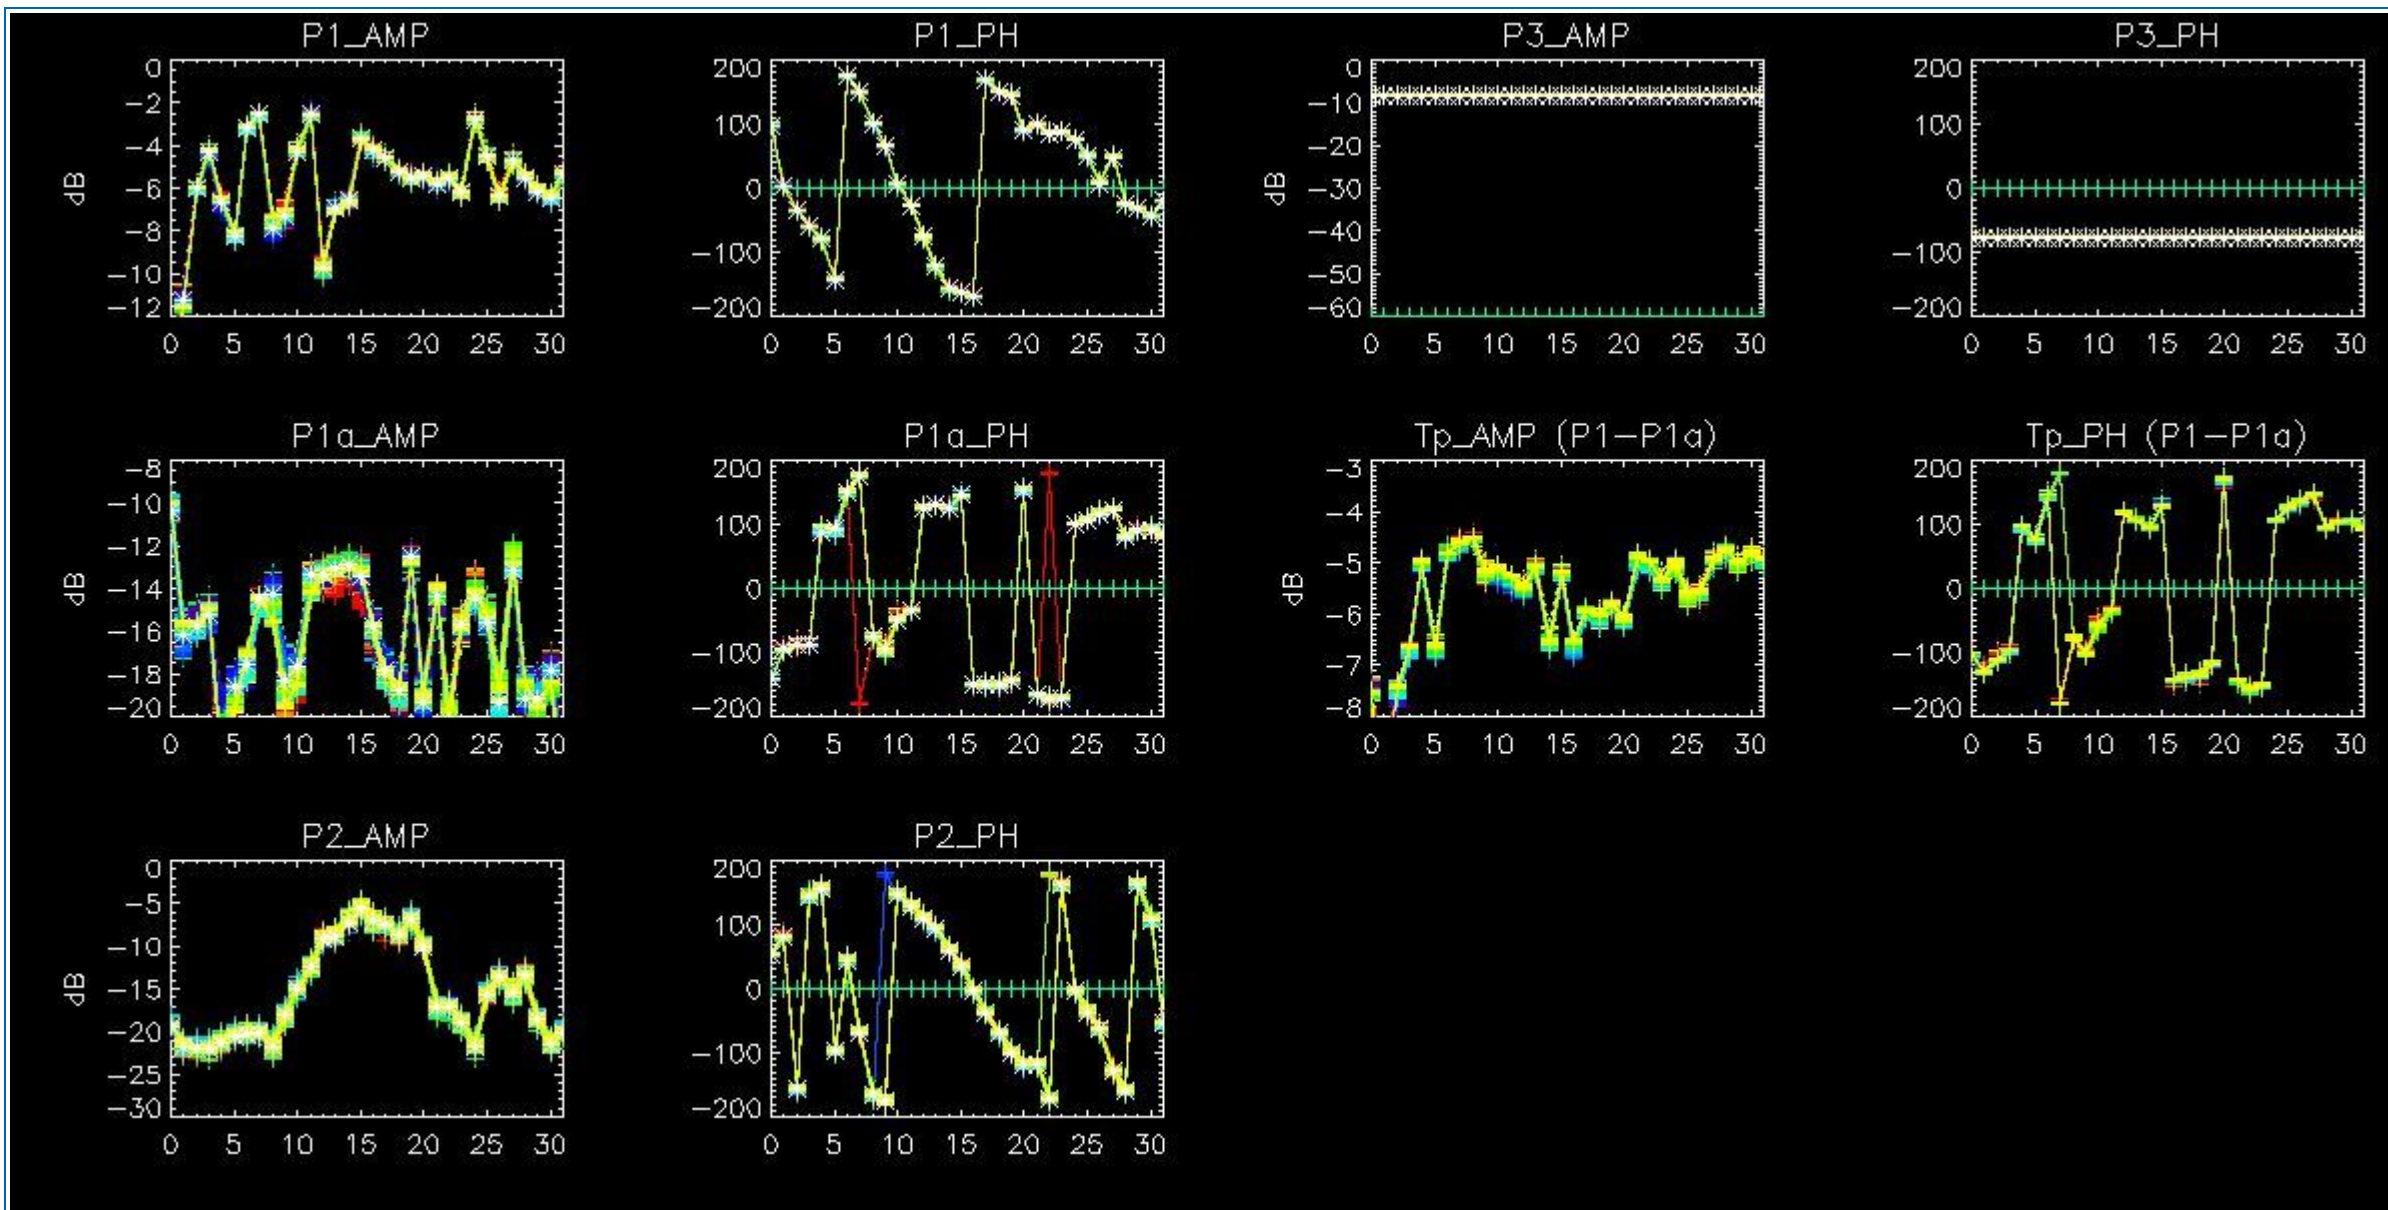 P1_AMP
0
−2
−4
−6
−8
−10
−12
dB
0 5 10 15 20 25 30
P1_PH
200
100
0
−100
−200
0 5 10 15 20 25 30
P3_AMP
0
−10
−20
−30
−40
−50
−60
dB
0 5 10 15 20 25 30
P3_PH
200
100
0
−100
−200
0 5 10 15 20 25 30
P1a_AMP
−8
−10
−12
−14
−16
−18
−20
dB
0 5 10 15 20 25 30
P1a_PH
200
100
0
−100
−200
0 5 10 15 20 25 30
Tp_AMP (P1−P1a)
−3
−4
−5
−6
−7
−8
dB
0 5 10 15 20 25 30
Tp_PH (P1−P1a)
200
100
0
−100
−200
0 5 10 15 20 25 30
P2_AMP
0
−5
−10
−15
−20
−25
−30
dB
0 5 10 15 20 25 30
P2_PH
200
100
0
−100
−200
0 5 10 15 20 25 30